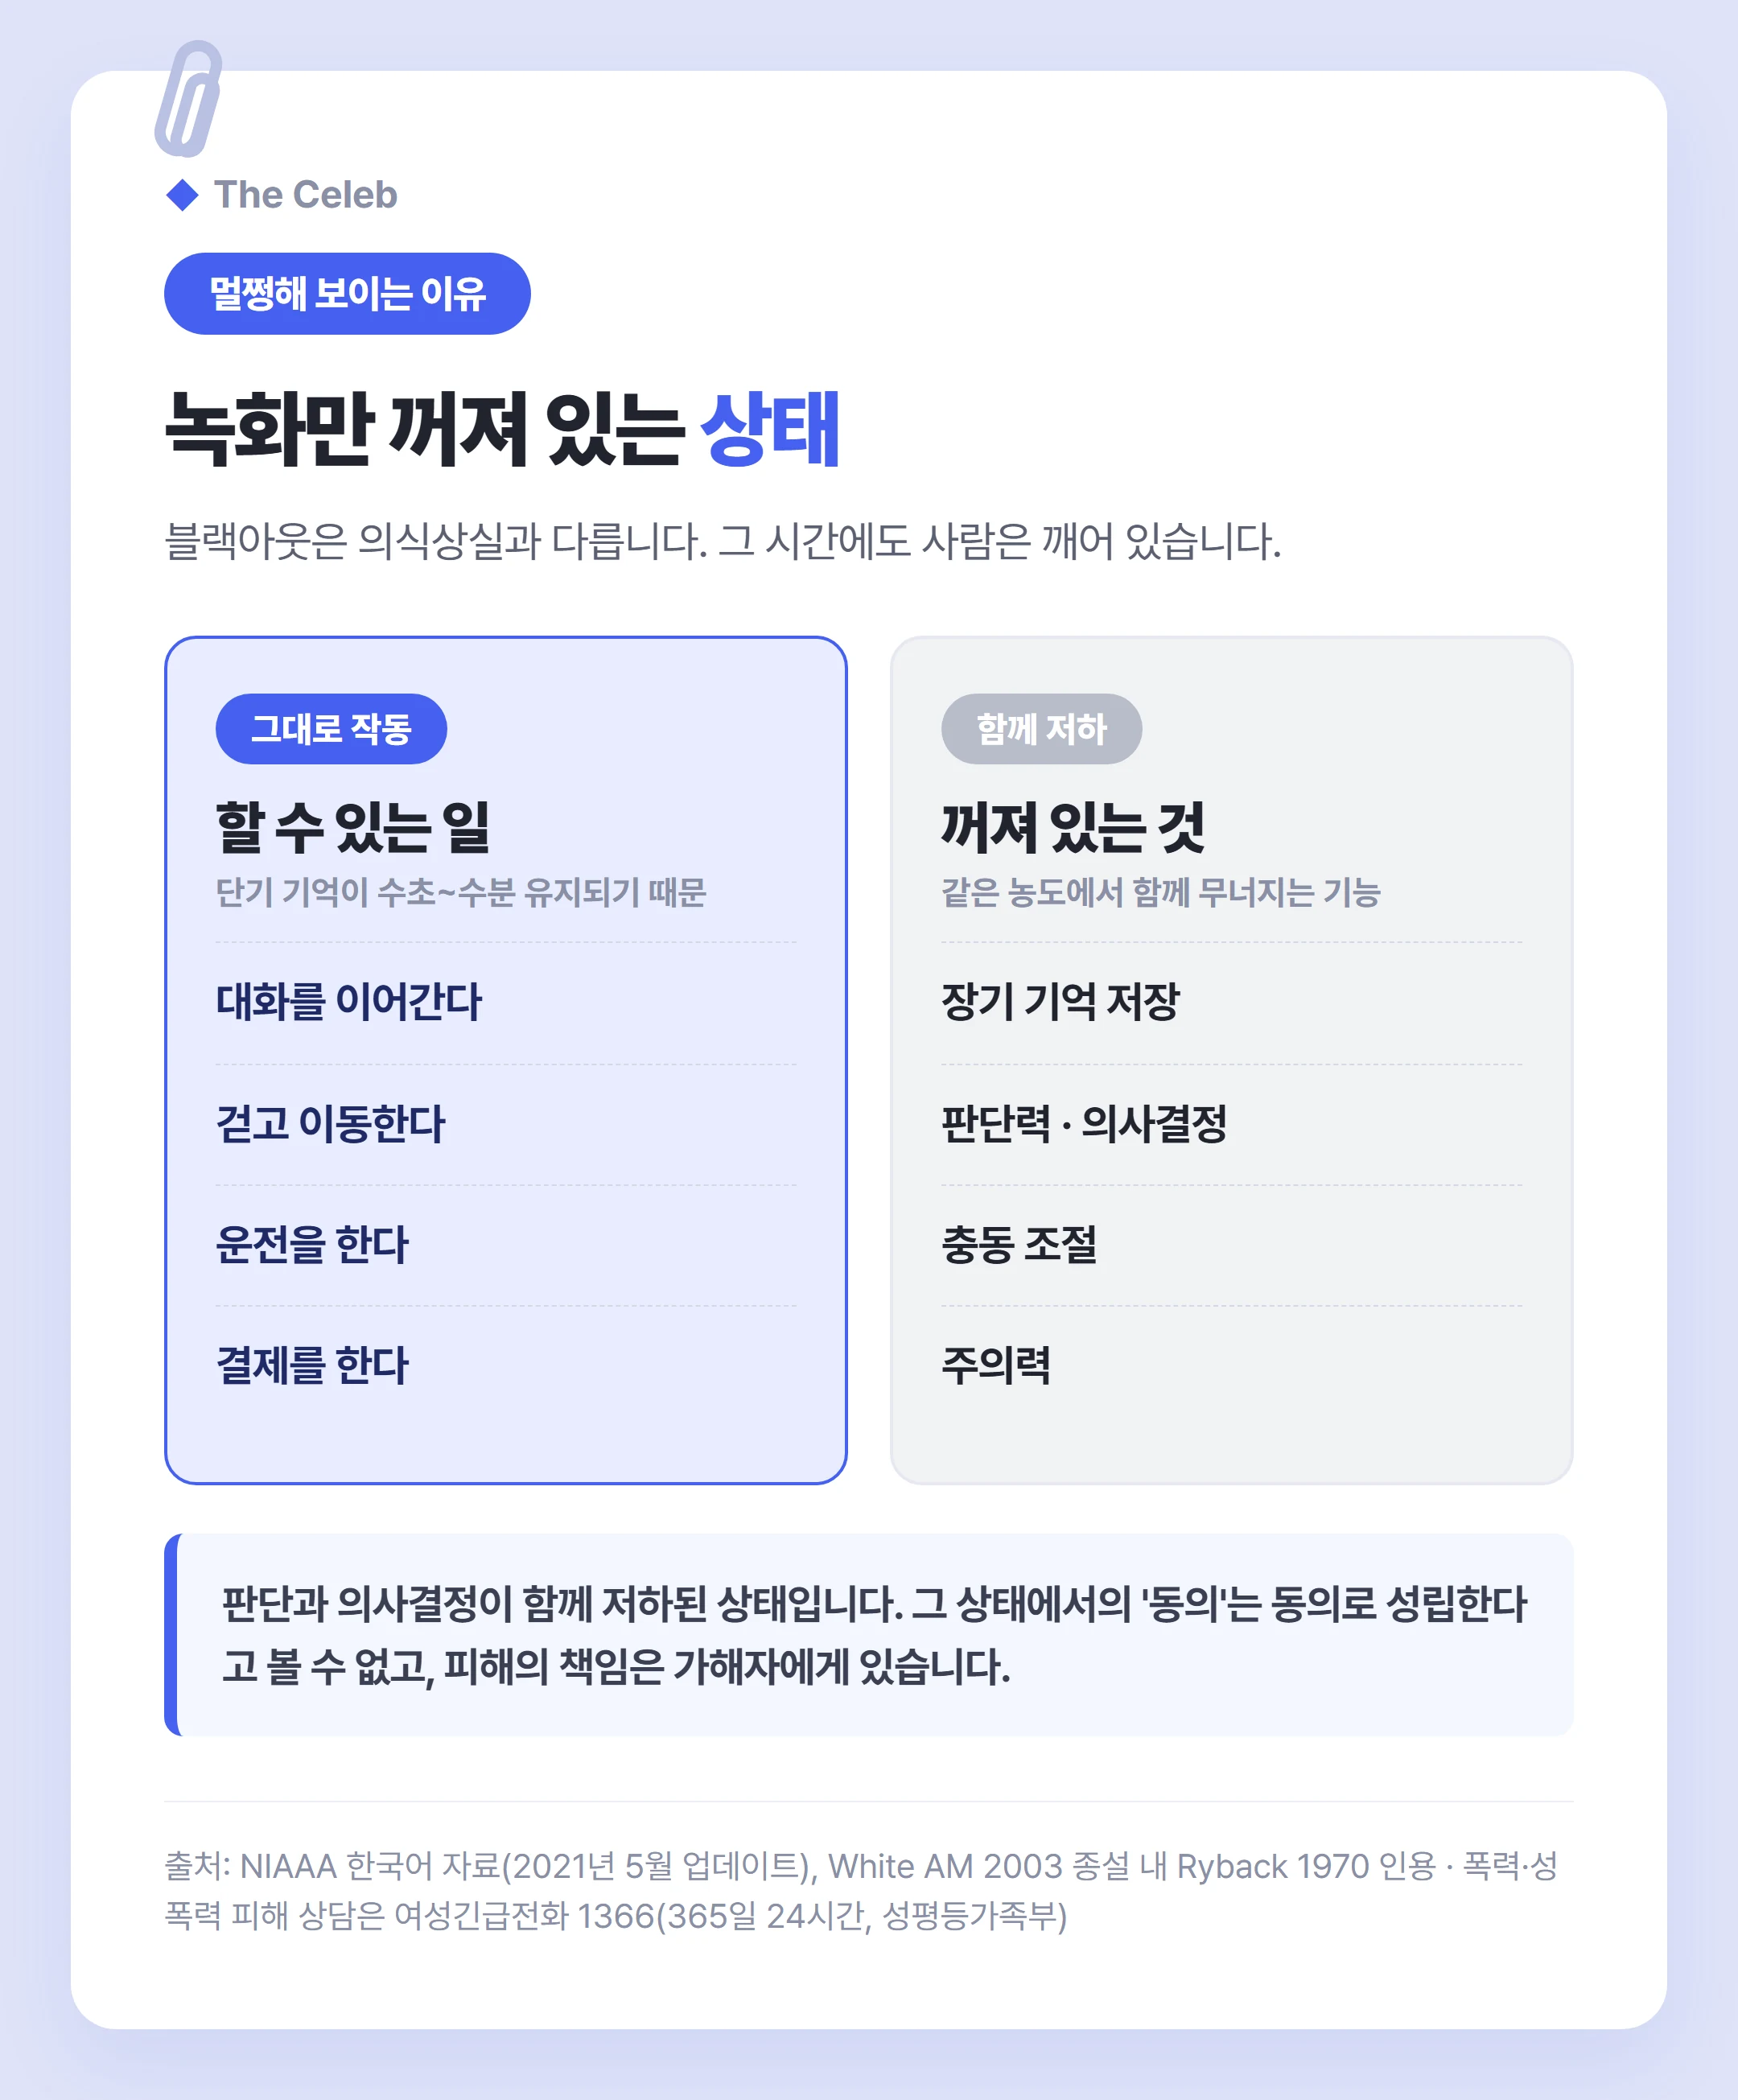 The Celeb
멀쩡해 보이는 이유
녹화만 꺼져 있는 상태
블랙아웃은 의식상실과 다릅니다. 그 시간에도 사람은 깨어 있습니다.
그대로 작동
할 수 있는 일
단기 기억이 수초~수분 유지되기 때문
대화를 이어간다
걷고 이동한다
운전을 한다
결제를 한다
함께 저하
꺼져 있는 것
같은 농도에서 함께 무너지는 기능
장기 기억 저장
판단력 · 의사결정
충동 조절
주의력
판단과 의사결정이 함께 저하된 상태입니다. 그 상태에서의 '동의'는 동의로 성립한다
고 볼 수 없고, 피해의 책임은 가해자에게 있습니다.
출처: NIAAA 한국어 자료(2021년 5월 업데이트), White AM 2003 종설 내 Ryback 1970 인용 · 폭력·성
폭력 피해 상담은 여성긴급전화 1366(365일 24시간, 성평등가족부)